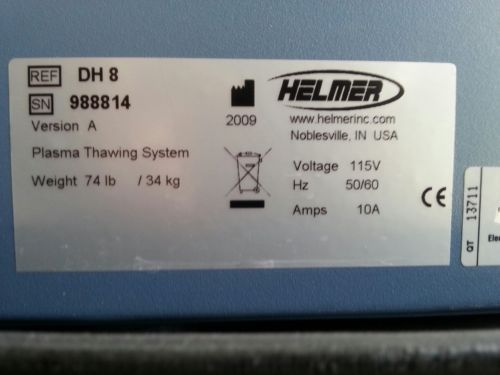 REF DH 8
SN 988814
Version A
Plasma Thawing System
Weight 74 lb / 34 kg
2009
HELMER
www.helmerinc.com
Noblesville, IN USA
Voltage 115V
Hz 50/60
Amps 10A
CE
QT 13711
Elec